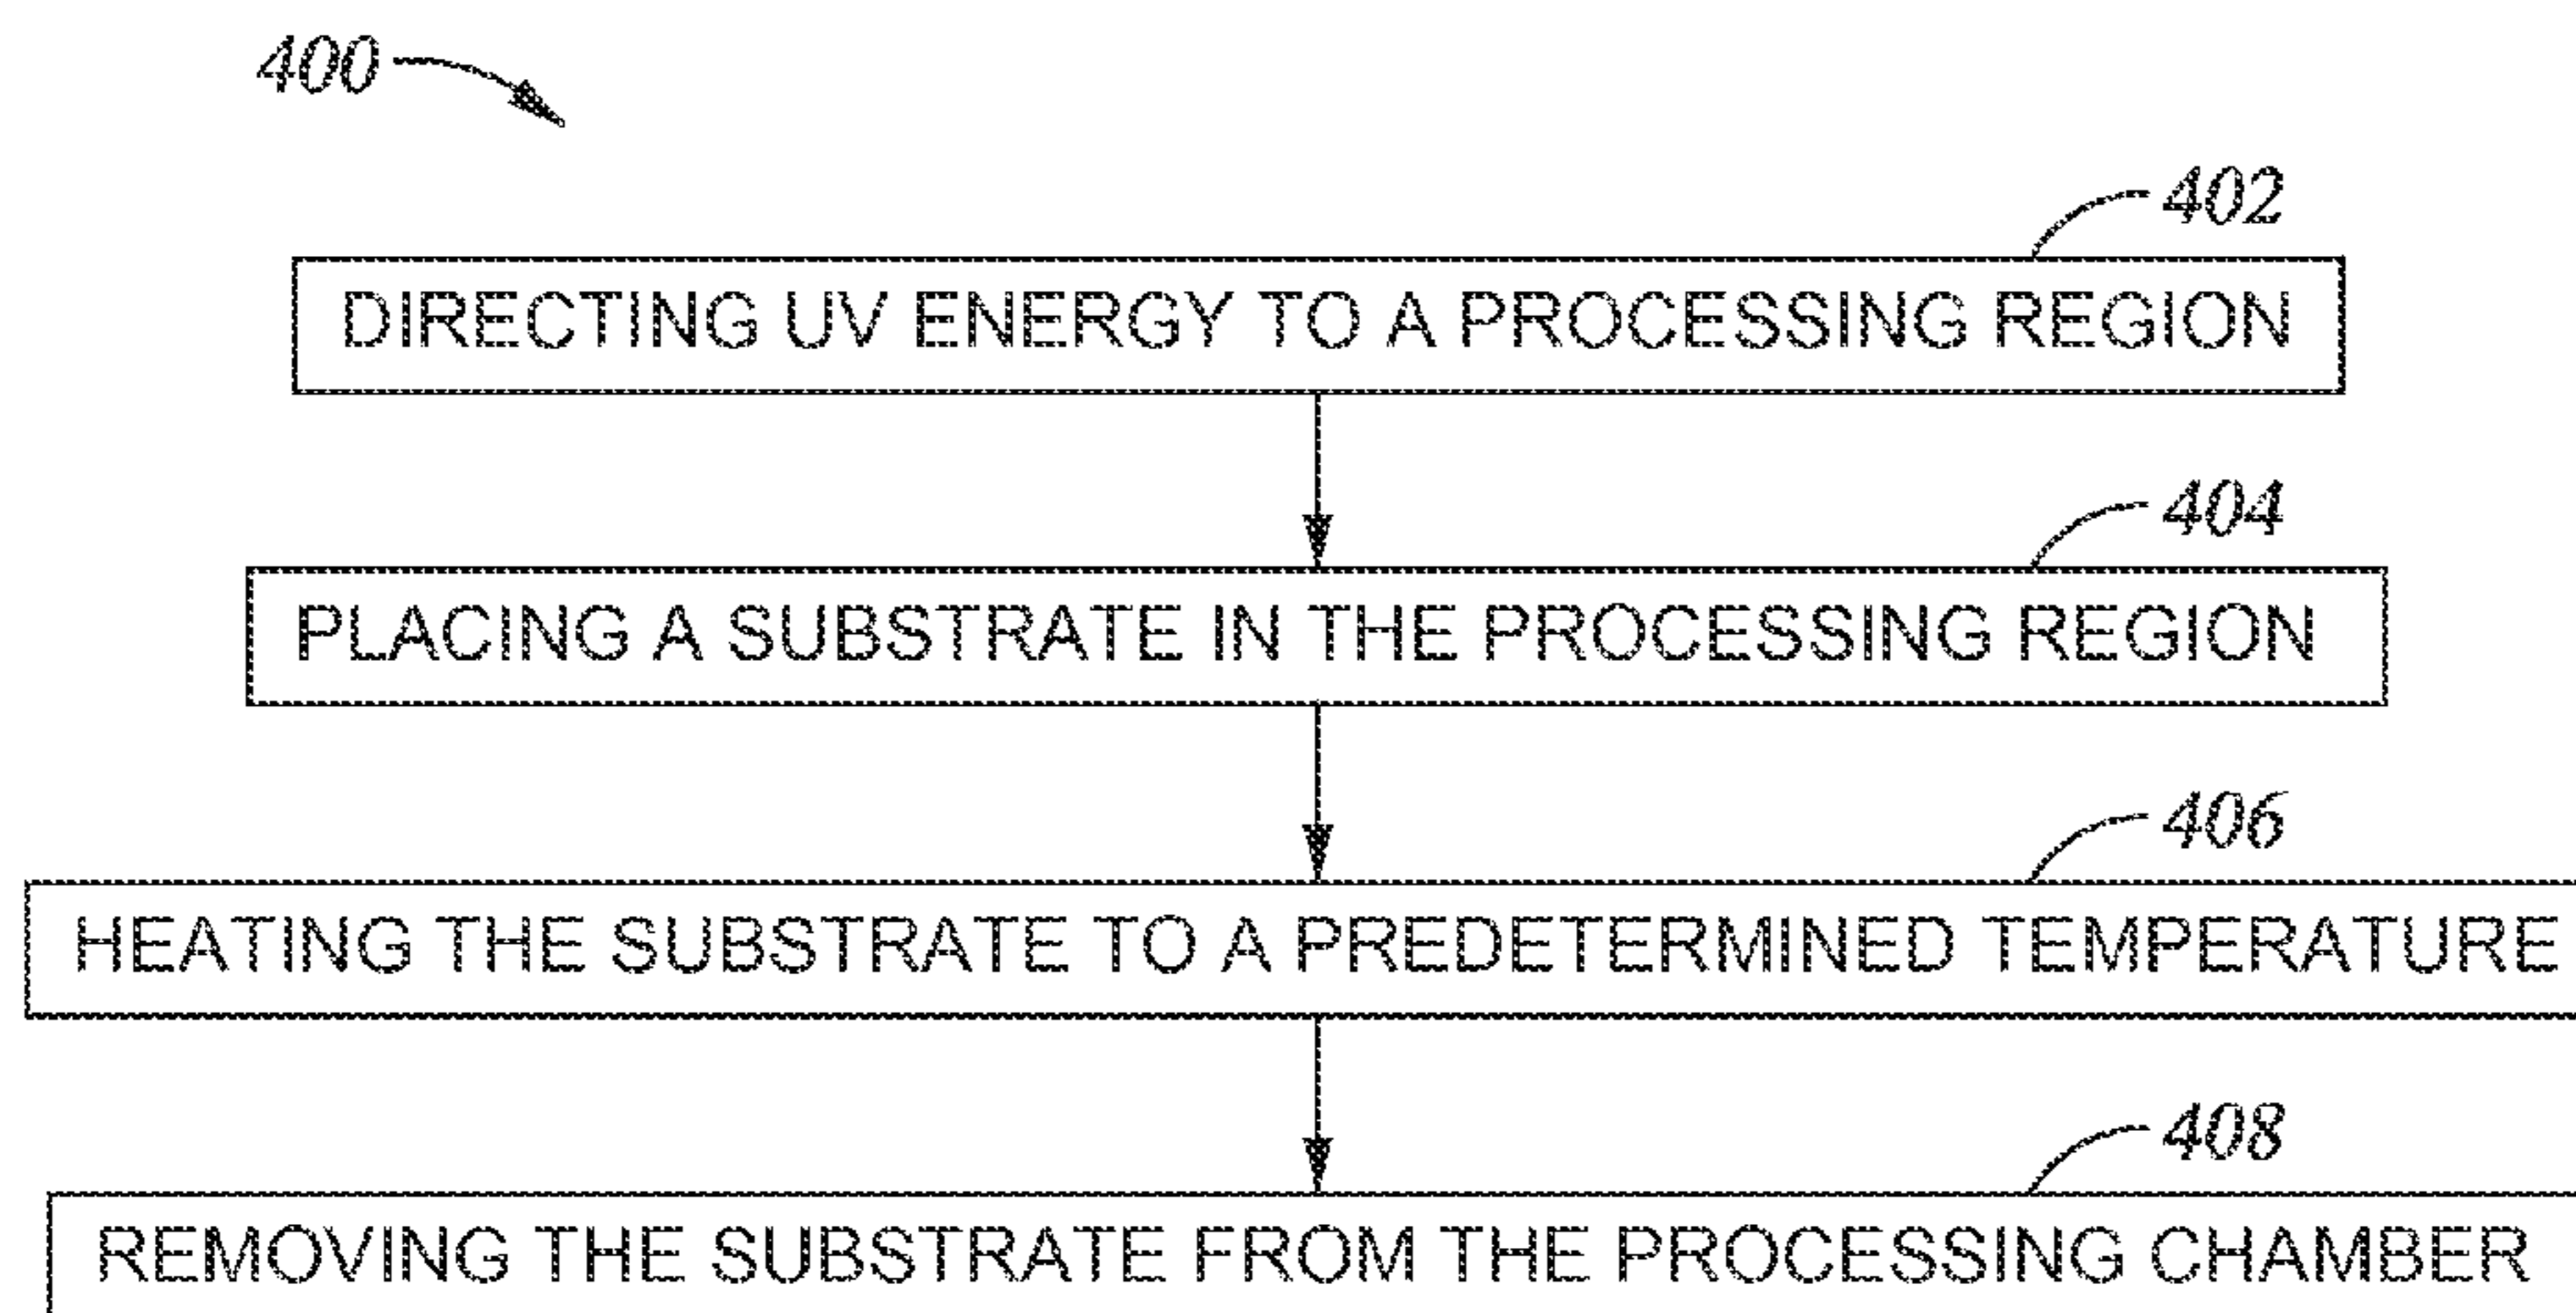 400
402
DIRECTING UV ENERGY TO A PROCESSING REGION
404
PLACING A SUBSTRATE IN THE PROCESSING REGION
406
HEATING THE SUBSTRATE TO A PREDETERMINED TEMPERATURE
408
REMOVING THE SUBSTRATE FROM THE PROCESSING CHAMBER